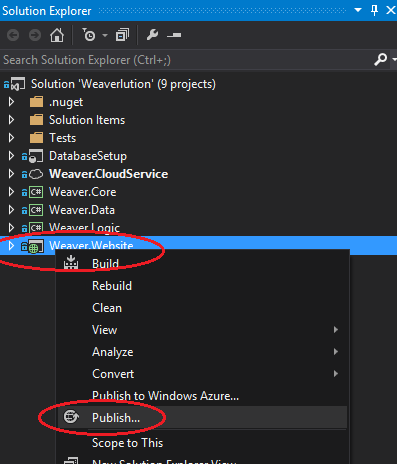 Solution Explorer
Search Solution Explorer (Ctrl+;)
Solution 'Weaverlution' (9 projects)
.nuget
Solution Items
Tests
DatabaseSetup
Weaver.CloudService
C# Weaver.Core
C# Weaver.Data
C# Weaver.Logic
Weaver.Website
Build
Rebuild
Clean
View
Analyze
Convert
Publish to Windows Azure...
Publish...
Scope to This
New Solution Explorer View